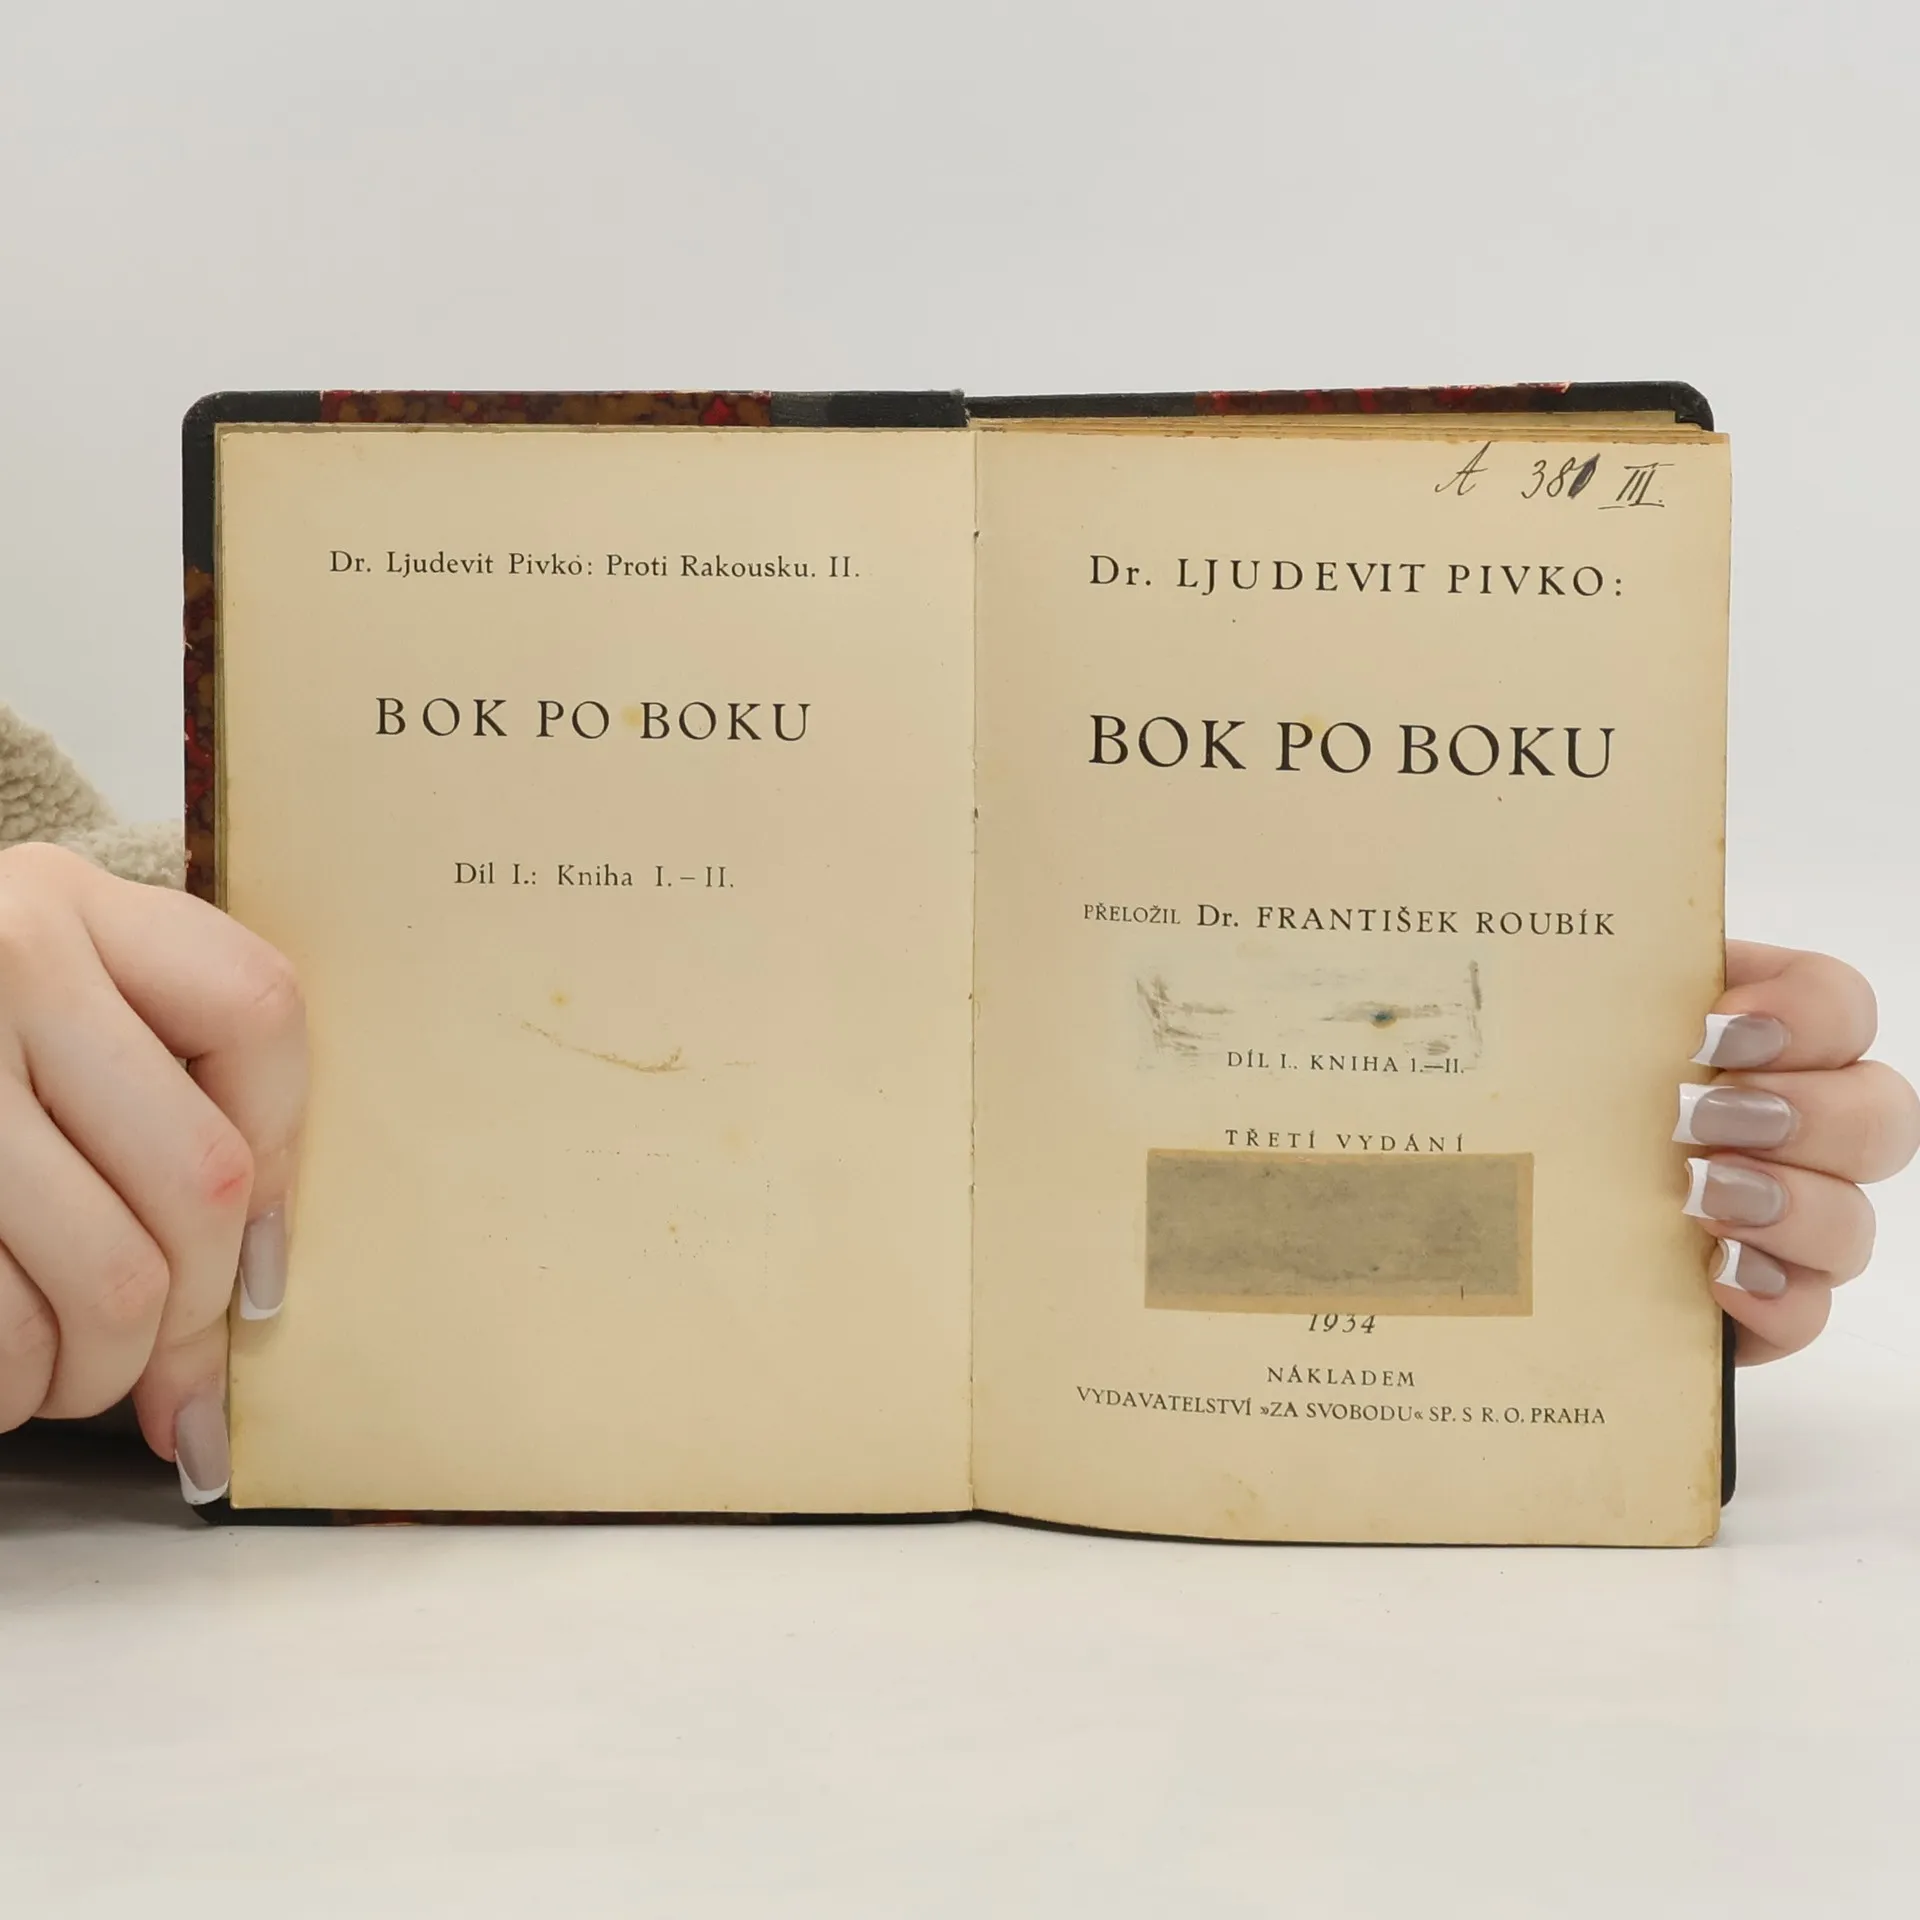 Dr. Ljudevit Pivko: Proti Rakousku. II.
BOK PO BOKU
Díl I.: Kniha I. – II.
A 380 III.
Dr. LJUDEVIT PIVKO:
BOK PO BOKU
PŘELOŽIL Dr. FRANTIŠEK ROUBÍK
DÍL I., KNIHA I.—II.
TŘETÍ VYDÁNÍ
1934
NÁKLADEM
VYDAVATELSTVÍ »ZA SVOBODU« SP. S R. O. PRAHA